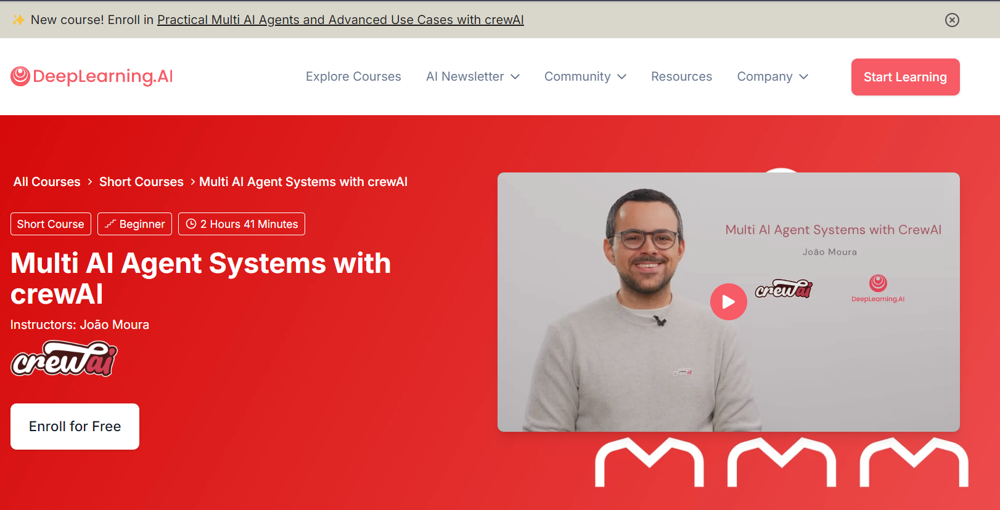 ✨ New course! Enroll in Practical Multi AI Agents and Advanced Use Cases with crewAI
DeepLearning.AI
Explore Courses
AI Newsletter
Community
Resources
Company
Start Learning
All Courses > Short Courses > Multi AI Agent Systems with crewAI
Short Course
Beginner
2 Hours 41 Minutes
Multi AI Agent Systems with
crewAI
Instructors: João Moura
crewai
Enroll for Free
Multi AI Agent Systems with CrewAI
João Moura
crewai
DeepLearning.AI
crewai